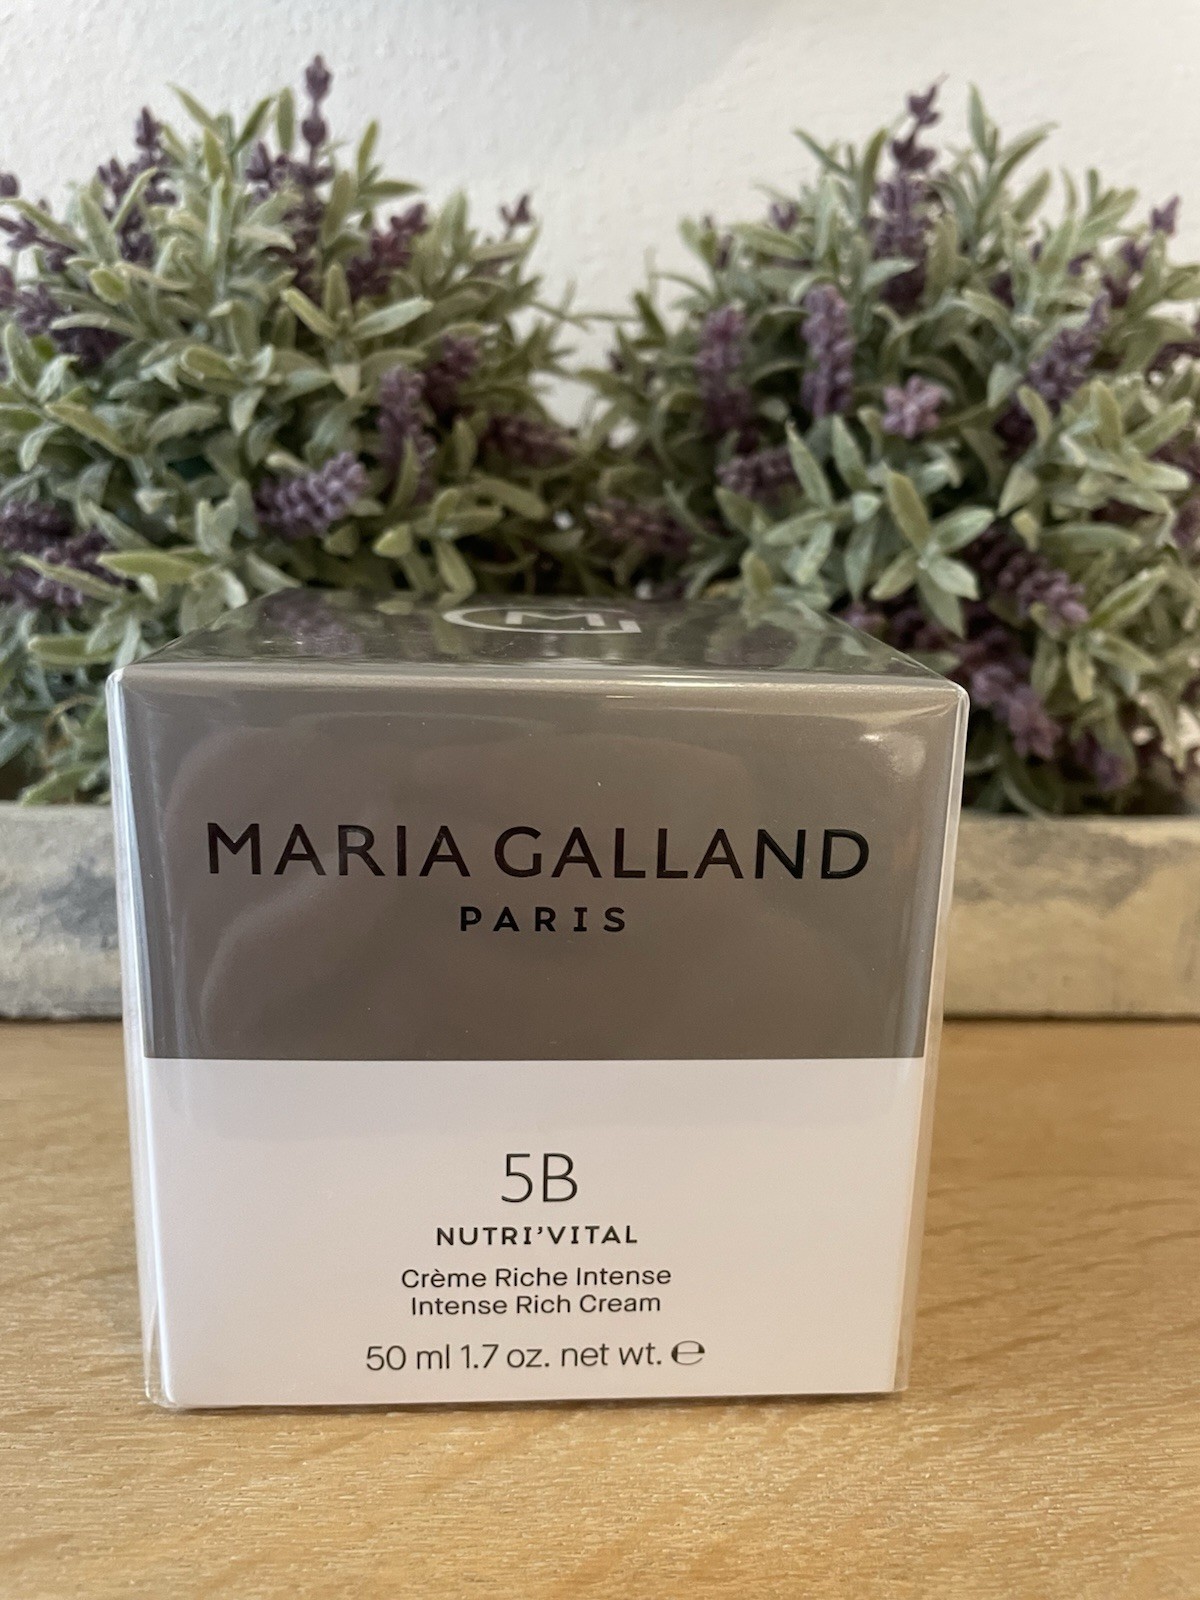 M
MARIA GALLAND
PARIS
5B
NUTRI'VITAL
Crème Riche Intense
Intense Rich Cream
50 ml 1.7 oz. net wt. ℮